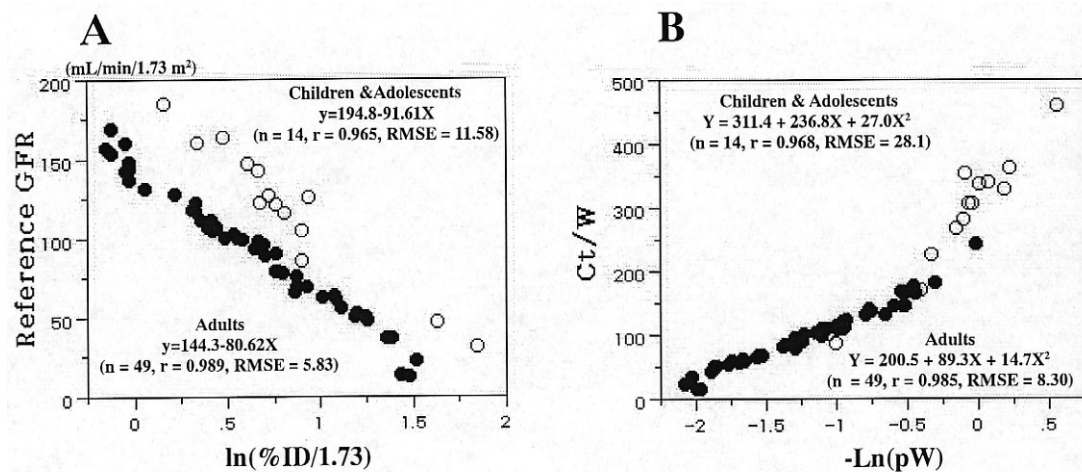 A
(mL/min/1.73 m²)
Children &Adolescents
y=194.8-91.61X
(n = 14, r = 0.965, RMSE = 11.58)
200
150
100
50
0
Reference GFR
Adults
y=144.3-80.62X
(n = 49, r = 0.989, RMSE = 5.83)
0 .5 1 1.5 2
ln(%ID/1.73)
B
Children &Adolescents
Y = 311.4 + 236.8X + 27.0X²
(n = 14, r = 0.968, RMSE = 28.1)
500
400
300
200
100
0
Ct/W
Adults
Y = 200.5 + 89.3X + 14.7X²
(n = 49, r = 0.985, RMSE = 8.30)
-2 -1.5 -1 -0.5 0 .5
-Ln(pW)